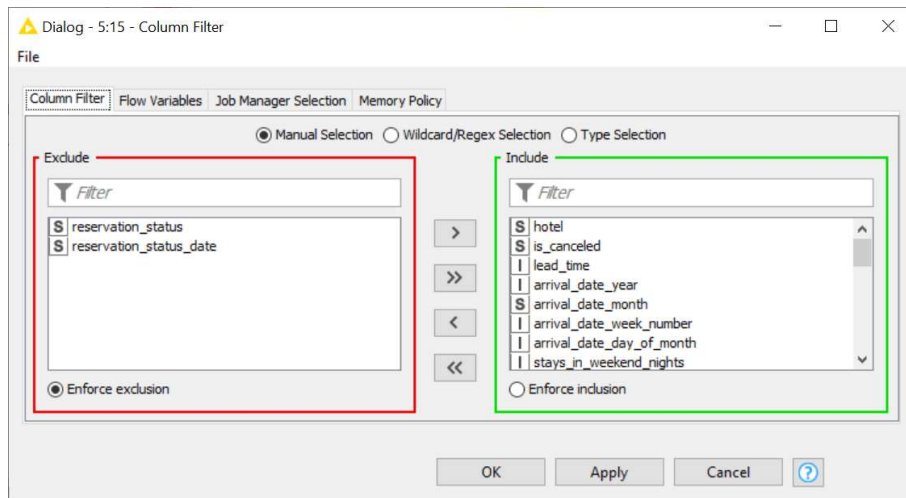 Dialog - 5:15 - Column Filter
File
Column Filter Flow Variables Job Manager Selection Memory Policy
Manual Selection Wildcard/Regex Selection Type Selection
Exclude
Filter
S reservation_status
S reservation_status_date
Enforce exclusion
>
>>
<
<<
Include
Filter
S hotel
S is_canceled
I lead_time
I arrival_date_year
S arrival_date_month
I arrival_date_week_number
I arrival_date_day_of_month
I stays_in_weekend_nights
Enforce inclusion
OK Apply Cancel ?